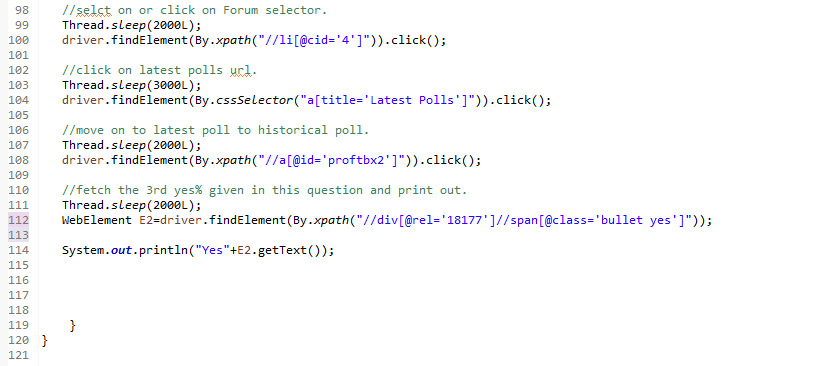 98 //selct on or click on Forum selector.
99 Thread.sleep(2000L);
100 driver.findElement(By.xpath("//li[@cid='4']")).click();
101
102 //click on latest polls url.
103 Thread.sleep(3000L);
104 driver.findElement(By.cssSelector("a[title='Latest Polls']")).click();
105
106 //move on to latest poll to historical poll.
107 Thread.sleep(2000L);
108 driver.findElement(By.xpath("//a[@id='proftbx2']")).click();
109
110 //fetch the 3rd yes% given in this question and print out.
111 Thread.sleep(2000L);
112 WebElement E2=driver.findElement(By.xpath("//div[@rel='18177']//span[@class='bullet yes']"));
113
114 System.out.println("Yes"+E2.getText());
115
116
117
118
119 }
120 }
121